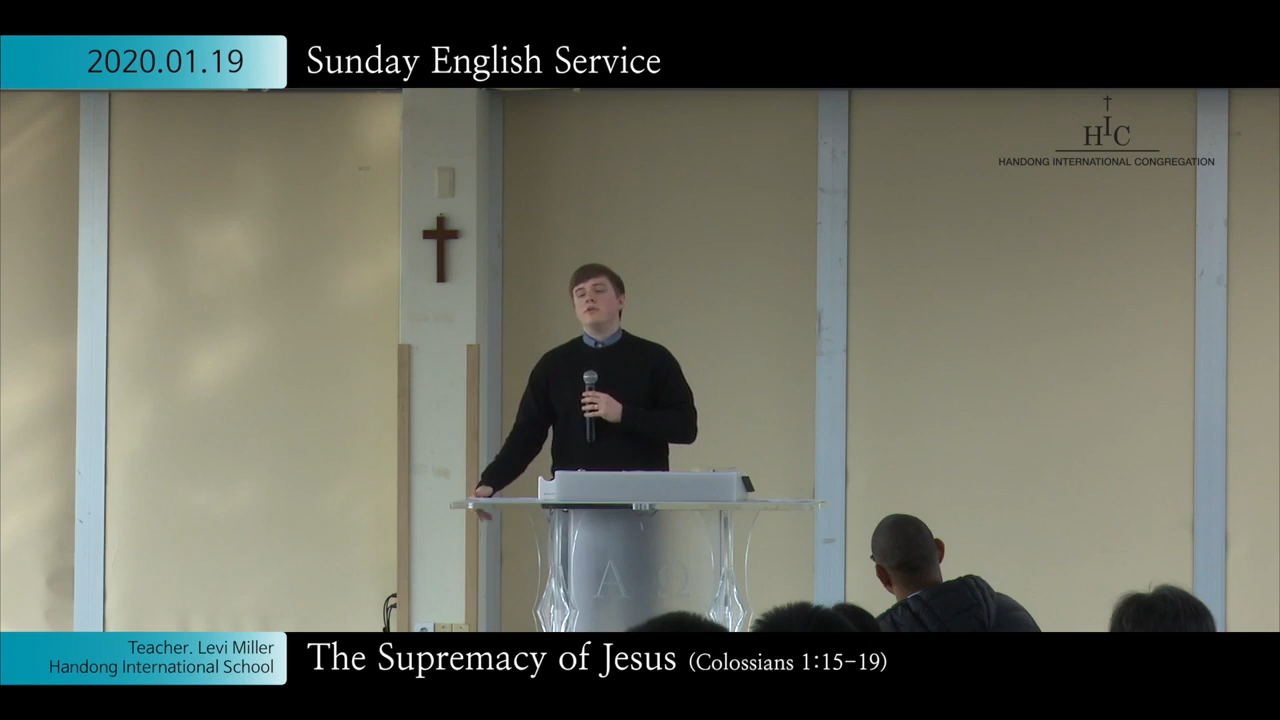 2020.01.19
Sunday English Service
HIC
HANDONG INTERNATIONAL CONGREGATION
Α Ω
Teacher. Levi Miller
Handong International School
The Supremacy of Jesus (Colossians 1:15-19)